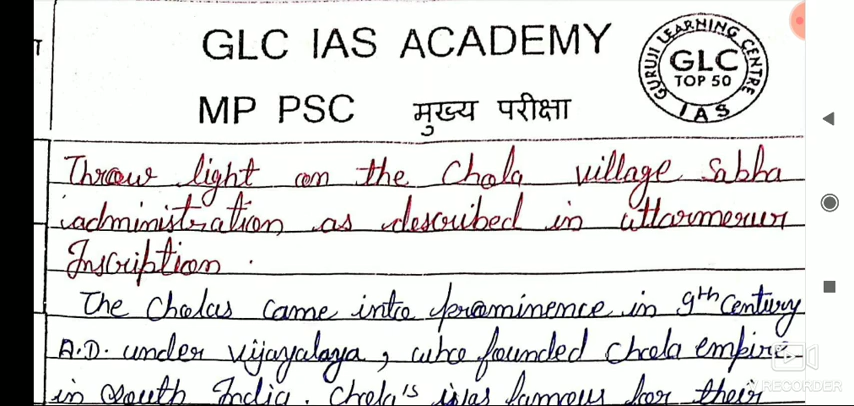 GLC IAS ACADEMY
MP PSC मुख्य परीक्षा
GURUJI LEARNING CENTRE
GLC
TOP 50
IAS
Throw light on the Chola village Sabha
administration as described in uttarmerur
Inscription.
The Cholas came into prominence in 9th Century
A.D. under vijayalaya, who founded Chola empire
in South India. Chola's was famous for their
RECORDER